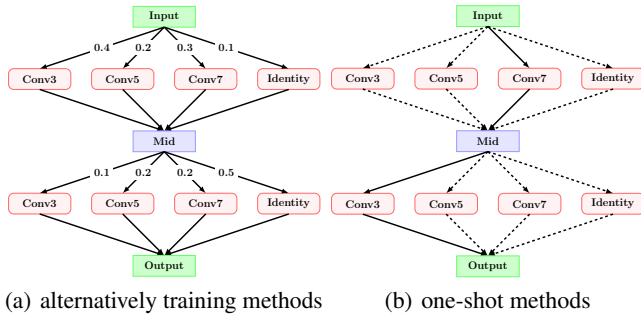 Input Input
0.4 0.2 0.3 0.1
Conv3 Conv5 Conv7 Identity Conv3 Conv5 Conv7 Identity
Mid Mid
0.1 0.2 0.2 0.5
Conv3 Conv5 Conv7 Identity Conv3 Conv5 Conv7 Identity
Output Output
(a) alternatively training methods (b) one-shot methods